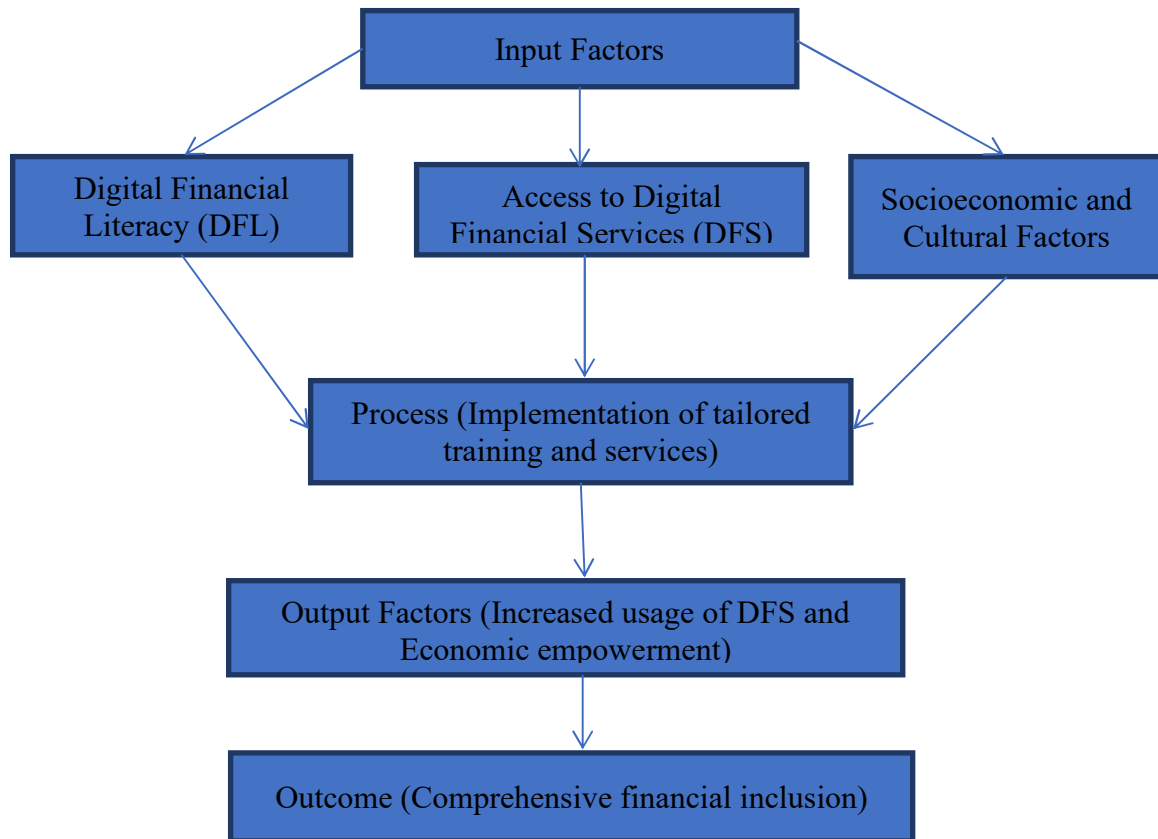 Input Factors
Digital Financial
Literacy (DFL)
Access to Digital
Financial Services (DFS)
Socioeconomic and
Cultural Factors
Process (Implementation of tailored
training and services)
Output Factors (Increased usage of DFS and
Economic empowerment)
Outcome (Comprehensive financial inclusion)